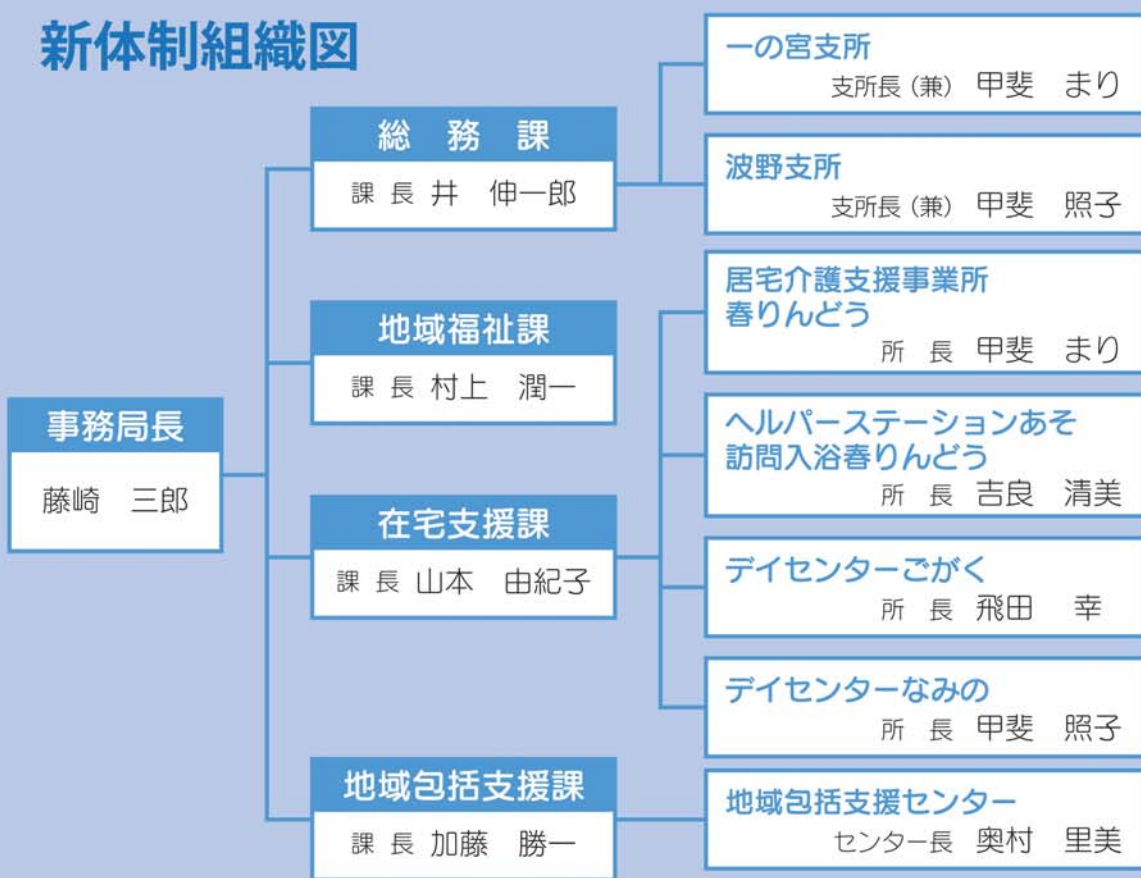 新体制組織図
事務局長
藤崎　三郎
総　務　課
課 長 井　伸一郎
一の宮支所
支所長（兼） 甲斐　まり
波野支所
支所長（兼） 甲斐　照子
地域福祉課
課 長 村上　潤一
在宅支援課
課 長 山本　由紀子
居宅介護支援事業所
春りんどう
所 長 甲斐　まり
ヘルパーステーションあそ
訪問入浴春りんどう
所 長 吉良　清美
デイセンターごがく
所 長 飛田　幸
デイセンターなみの
所 長 甲斐　照子
地域包括支援課
課 長 加藤　勝一
地域包括支援センター
センター長 奥村　里美